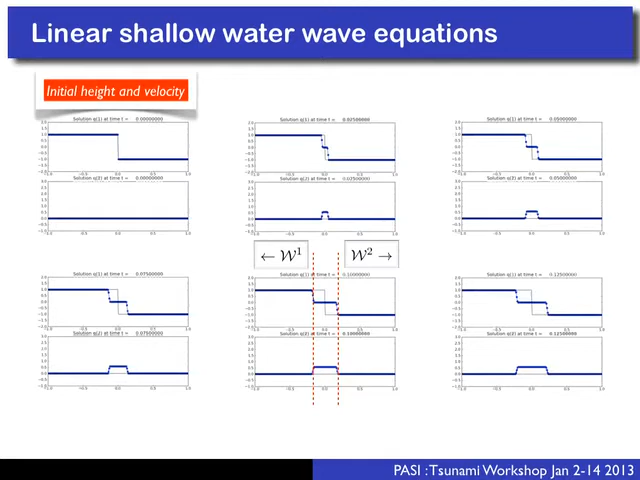 Linear shallow water wave equations
Initial height and velocity
Solution q(1) at time t = 0.00000000
Solution q(2) at time t = 0.00000000
Solution q(1) at time t = 0.02500000
Solution q(2) at time t = 0.02500000
Solution q(1) at time t = 0.05000000
Solution q(2) at time t = 0.05000000
← W¹
W² →
Solution q(1) at time t = 0.07500000
Solution q(2) at time t = 0.07500000
Solution q(1) at time t = 0.10000000
Solution q(2) at time t = 0.10000000
Solution q(1) at time t = 0.12500000
Solution q(2) at time t = 0.12500000
PASI : Tsunami Workshop Jan 2-14 2013